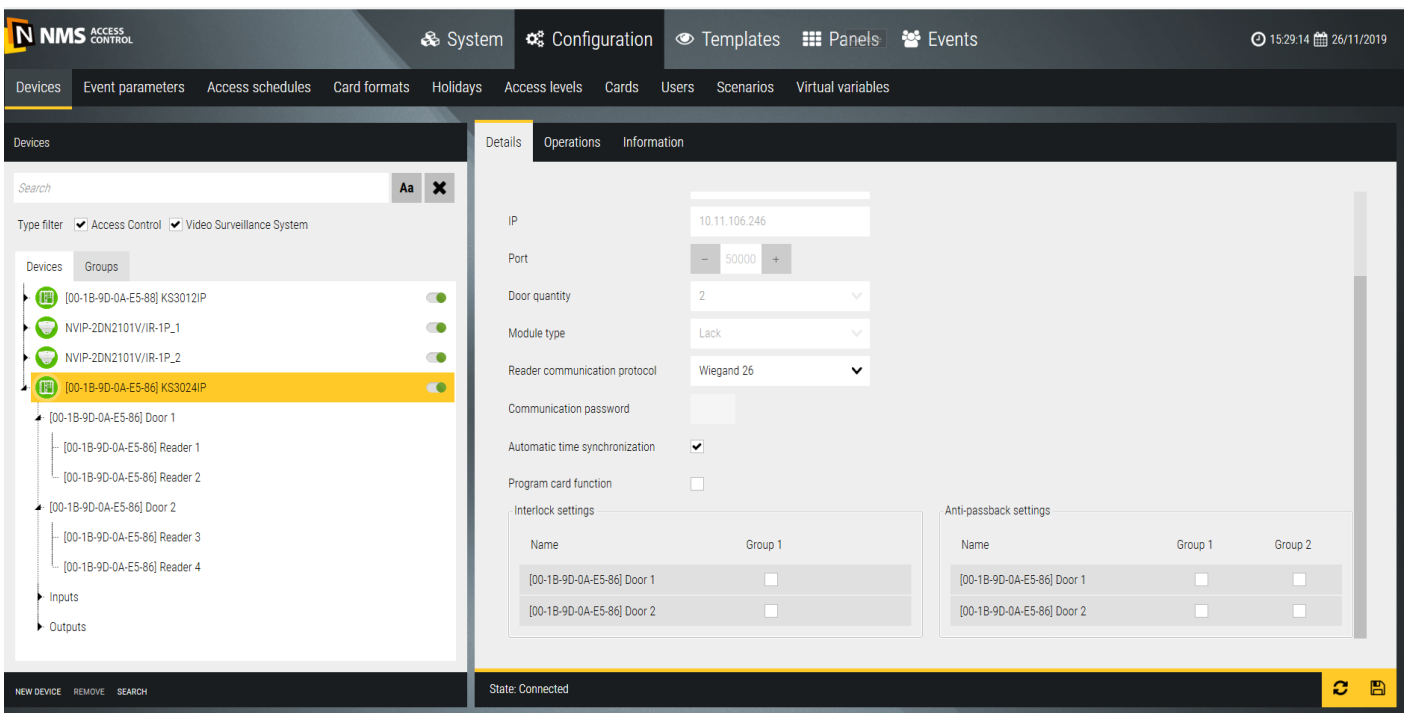 N NMS ACCESS CONTROL
System Configuration Templates Panels Events
15:29:14 26/11/2019
Devices Event parameters Access schedules Card formats Holidays Access levels Cards Users Scenarios Virtual variables
Devices
Search
Aa
Type filter Access Control Video Surveillance System
Devices Groups
[00-1B-9D-0A-E5-88] KS3012IP
NVIP-2DN2101V/IR-1P_1
NVIP-2DN2101V/IR-1P_2
[00-1B-9D-0A-E5-86] KS3024IP
[00-1B-9D-0A-E5-86] Door 1
[00-1B-9D-0A-E5-86] Reader 1
[00-1B-9D-0A-E5-86] Reader 2
[00-1B-9D-0A-E5-86] Door 2
[00-1B-9D-0A-E5-86] Reader 3
[00-1B-9D-0A-E5-86] Reader 4
Inputs
Outputs
NEW DEVICE REMOVE SEARCH
Details Operations Information
IP 10.11.106.246
Port - 50000 +
Door quantity 2
Module type Lack
Reader communication protocol Wiegand 26
Communication password
Automatic time synchronization
Program card function
Interlock settings
Name Group 1
[00-1B-9D-0A-E5-86] Door 1
[00-1B-9D-0A-E5-86] Door 2
Anti-passback settings
Name Group 1 Group 2
[00-1B-9D-0A-E5-86] Door 1
[00-1B-9D-0A-E5-86] Door 2
State: Connected